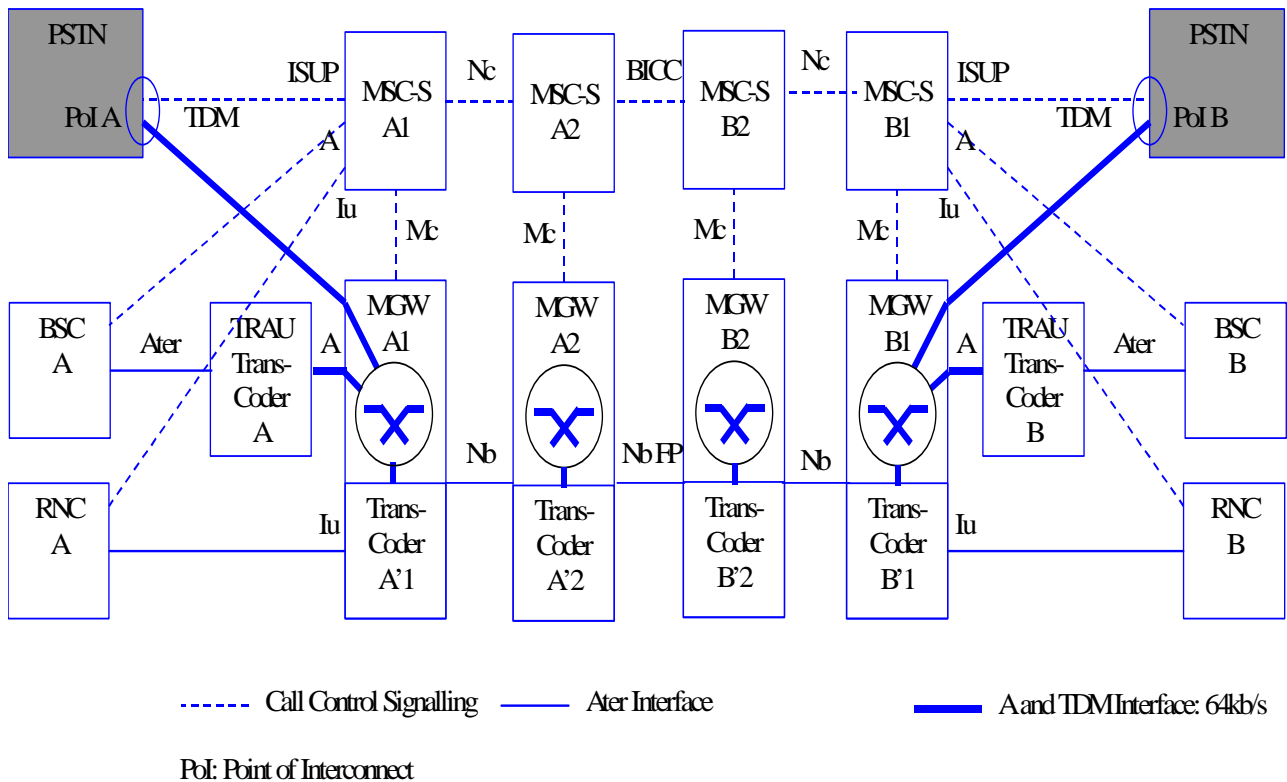 PSTN
PSTN
ISUP
Nc
BICC
Nc
ISUP
MSC-S
A1
MSC-S
A2
MSC-S
B2
MSC-S
B1
PoI A
TDM
TDM
PoI B
A
A
Iu
Iu
Mc
Mc
Mc
Mc
MGW
A1
MGW
A2
MGW
B2
MGW
B1
BSC
A
Ater
TRAU
Trans-
Coder
A
A
A
TRAU
Trans-
Coder
B
Ater
BSC
B
Nb
Nb FP
Nb
RNC
A
Iu
Trans-
Coder
A'1
Trans-
Coder
A'2
Trans-
Coder
B'2
Trans-
Coder
B'1
Iu
RNC
B
Call Control Signalling
Ater Interface
A and TDM Interface: 64kb/s
PoI: Point of Interconnect